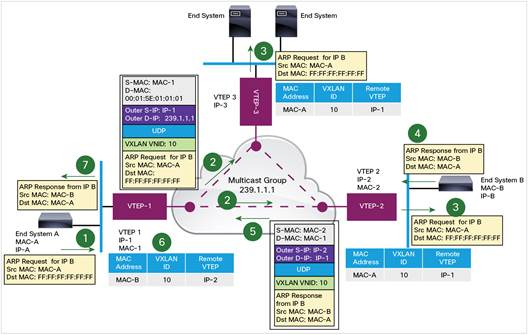 End System
End System
3
ARP Request for IP B
Src MAC: MAC-A
Dst MAC: FF:FF:FF:FF:FF:FF
S-MAC: MAC-1
D-MAC:
00:01:5E:01:01:01
Outer S-IP: IP-1
Outer D-IP: 239.1.1.1
UDP
VXLAN VNID: 10
ARP Request for IP B
Src MAC: MAC-A
Dst MAC:
FF:FF:FF:FF:FF:FF
VTEP 3
IP-3
VTEP-3
MAC Address
VXLAN ID
Remote VTEP
MAC-A
10
IP-1
4
ARP Response from IP B
Src MAC: MAC-B
Dst MAC: MAC-A
7
ARP Response from IP B
Src MAC: MAC-B
Dst MAC: MAC-A
2
Multicast Group
239.1.1.1
2
VTEP 2
IP-2
MAC-2
End System B
MAC-B
IP-B
VTEP-1
VTEP-2
3
End System A
MAC-A
IP-A
1
ARP Request for IP B
Src MAC: MAC-A
Dst MAC: FF:FF:FF:FF:FF:FF
VTEP 1
IP-1
MAC-1
6
MAC Address
VXLAN ID
Remote VTEP
MAC-B
10
IP-2
5
S-MAC: MAC-2
D-MAC: MAC-1
Outer S-IP: IP-2
Outer D-IP: IP-1
UDP
VXLAN VNID: 10
ARP Response
from IP B
Src MAC: MAC-B
Dst MAC: MAC-A
ARP Request for IP B
Src MAC: MAC-A
Dst MAC: FF:FF:FF:FF:FF:FF
MAC Address
VXLAN ID
Remote VTEP
MAC-A
10
IP-1